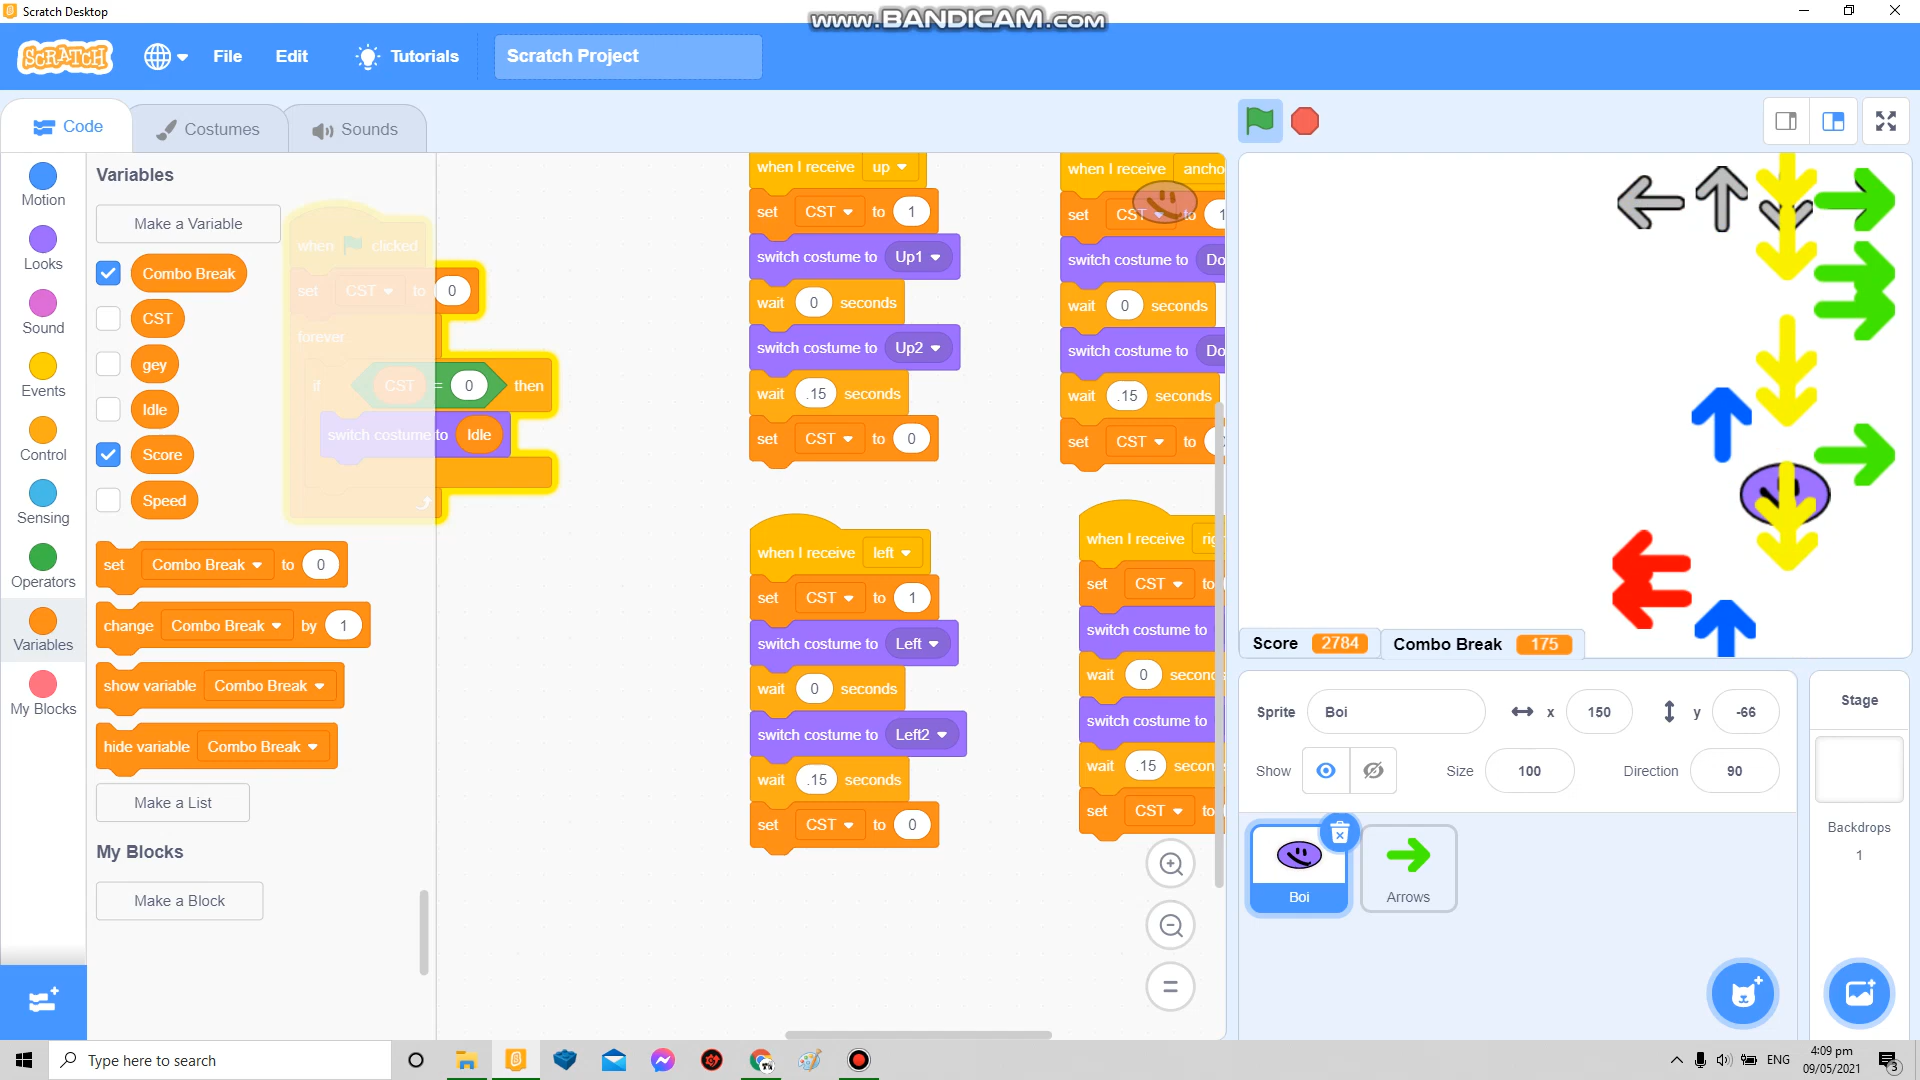 Scratch Desktop
www.BANDICAM.com
SCRATCH
File
Edit
Tutorials
Scratch Project
Code
Costumes
Sounds
Motion
Looks
Sound
Events
Control
Sensing
Operators
Variables
My Blocks
Variables
Make a Variable
Combo Break
CST
gey
Idle
Score
Speed
set Combo Break to 0
change Combo Break by 1
show variable Combo Break
hide variable Combo Break
Make a List
My Blocks
Make a Block
when clicked
set CST to 0
forever
if CST = 0 then
switch costume to Idle
when I receive up
set CST to 1
switch costume to Up1
wait 0 seconds
switch costume to Up2
wait .15 seconds
set CST to 0
when I receive ancho
set CST to 1
switch costume to Do
wait 0 seconds
switch costume to Do
wait .15 seconds
set CST to
when I receive left
set CST to 1
switch costume to Left
wait 0 seconds
switch costume to Left2
wait .15 seconds
set CST to 0
when I receive rig
set CST to
switch costume to
wait 0 second
switch costume to
wait .15 secon
set CST to
Score 2784
Combo Break 175
Sprite Boi
x 150
y -66
Show
Size 100
Direction 90
Boi
Arrows
Stage
Backdrops
1
Type here to search
ENG
4:09 pm
09/05/2021
3